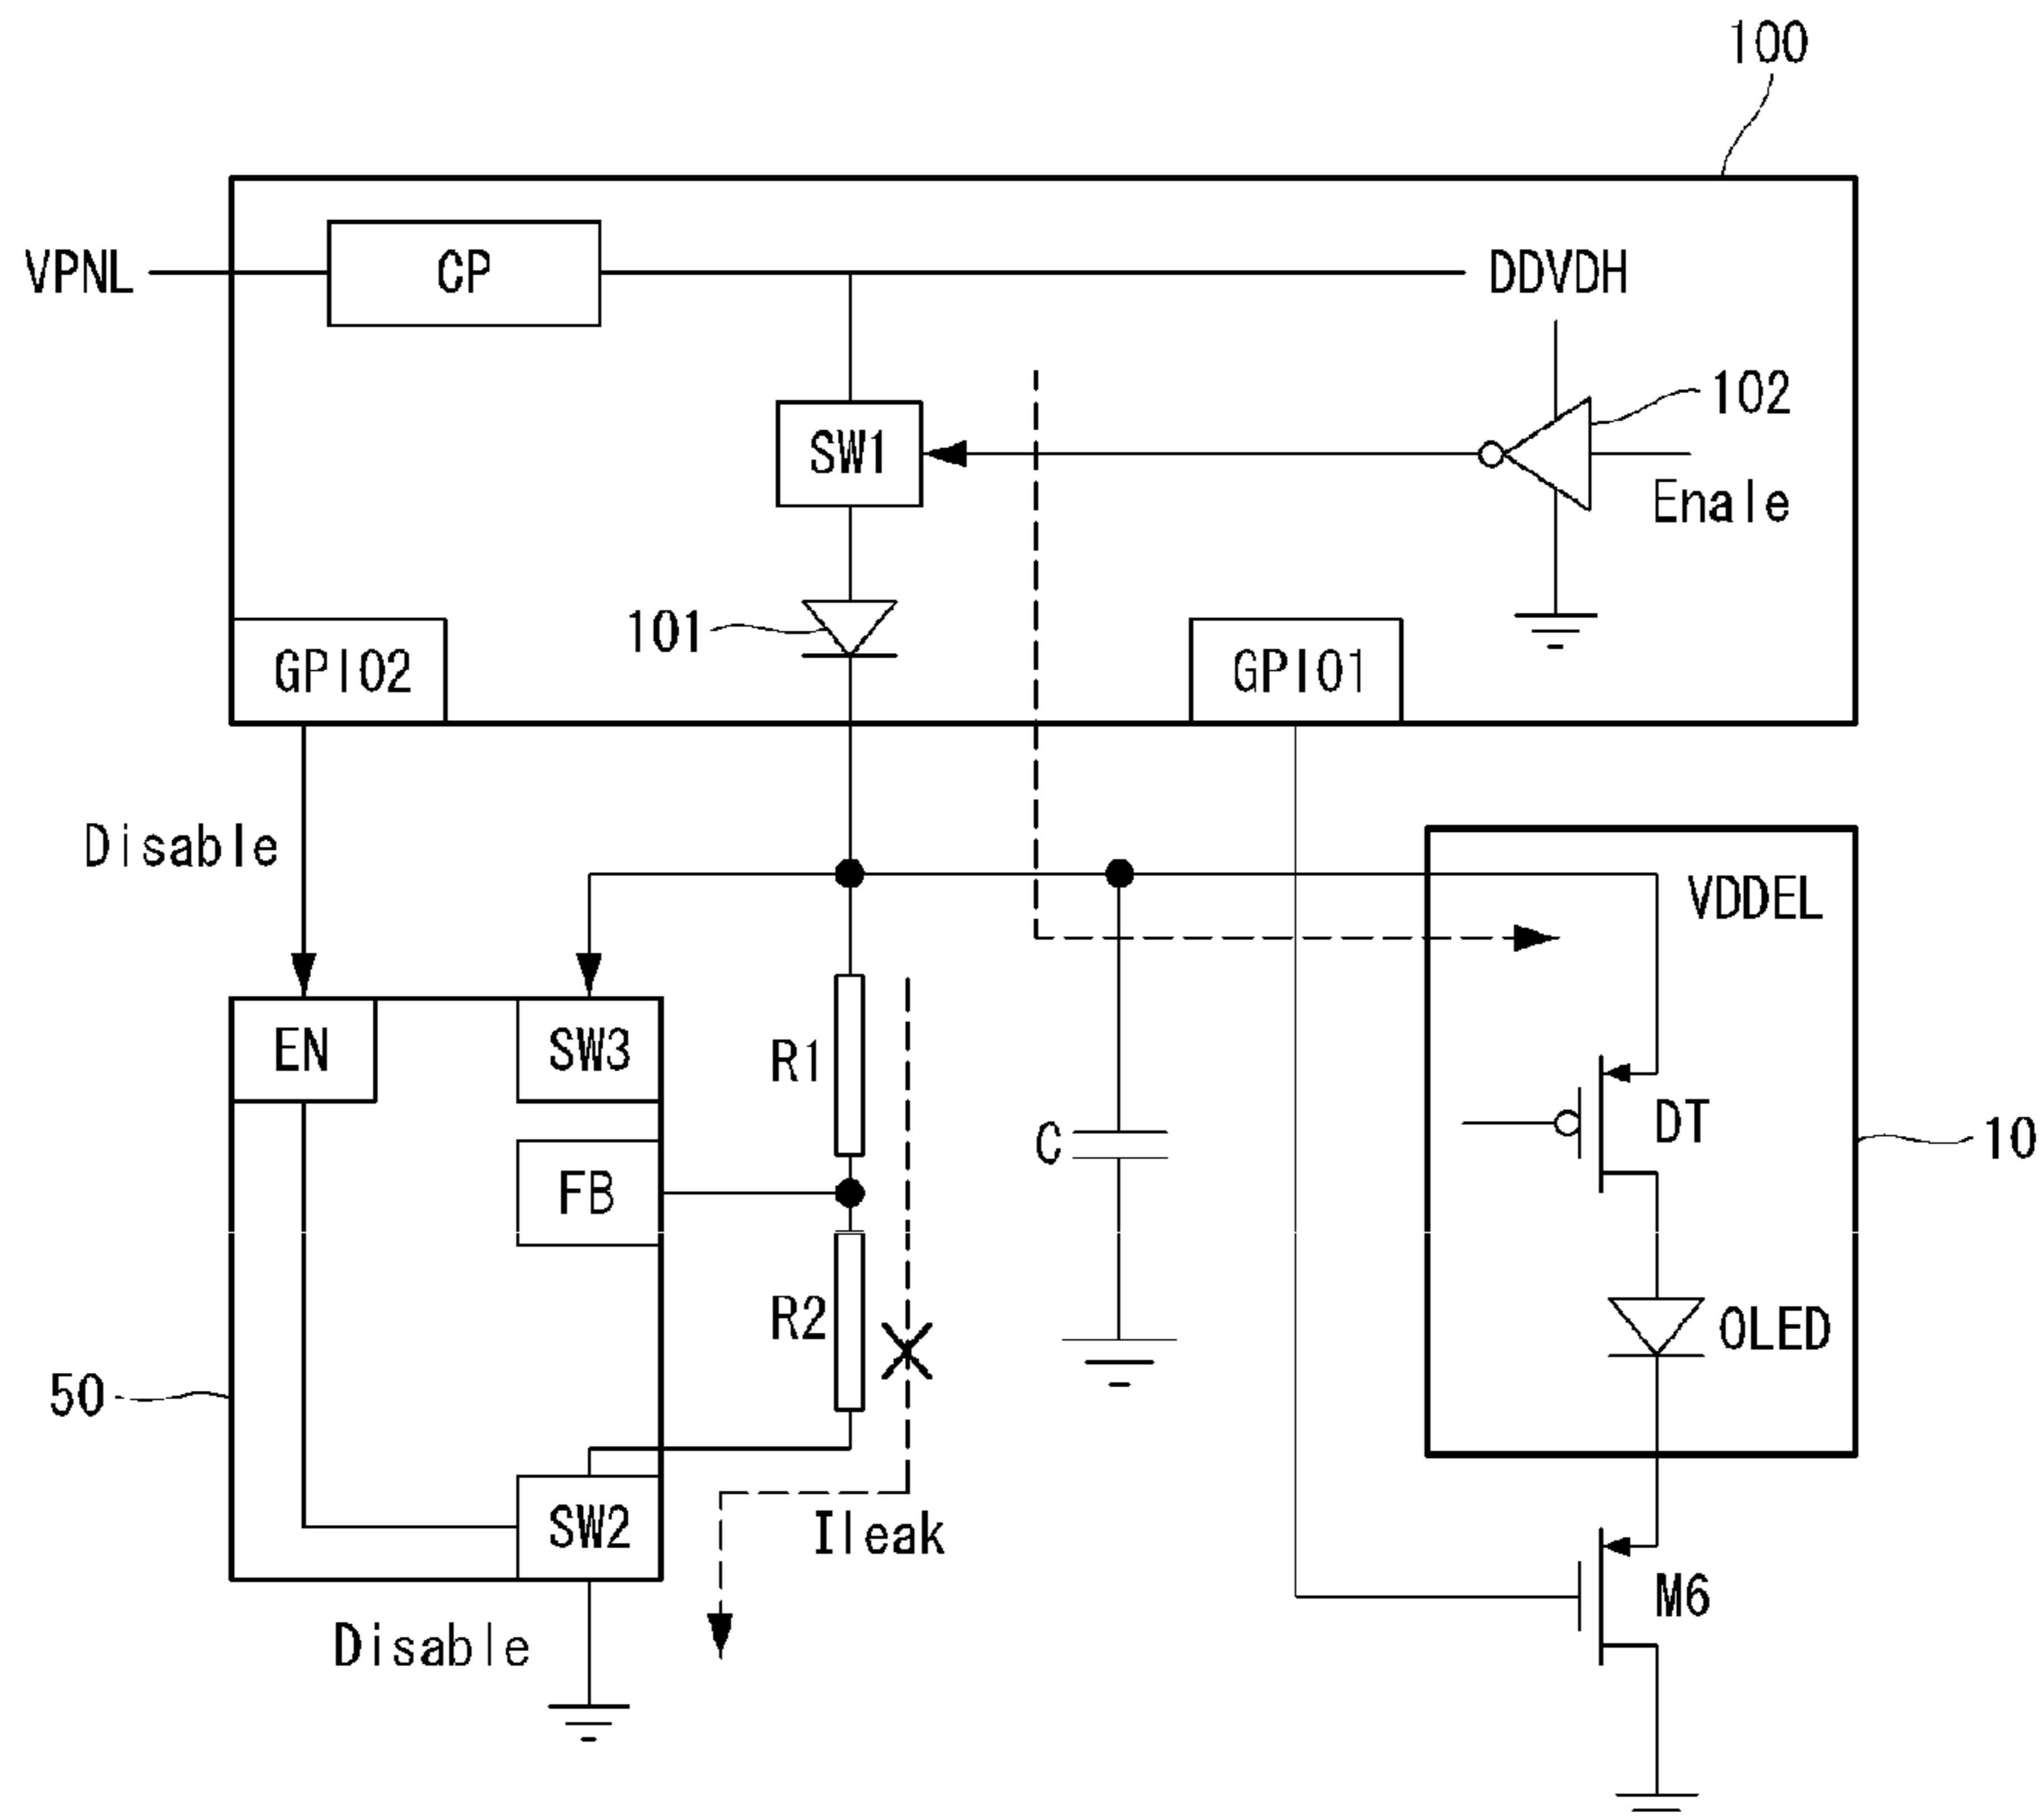 100
VPNL
CP
DDVDH
102
SW1
Enale
101
GPIO2
GPIO1
Disable
VDDEL
EN
SW3
R1
C
DT
10
FB
R2
OLED
50
SW2
Ileak
M6
Disable